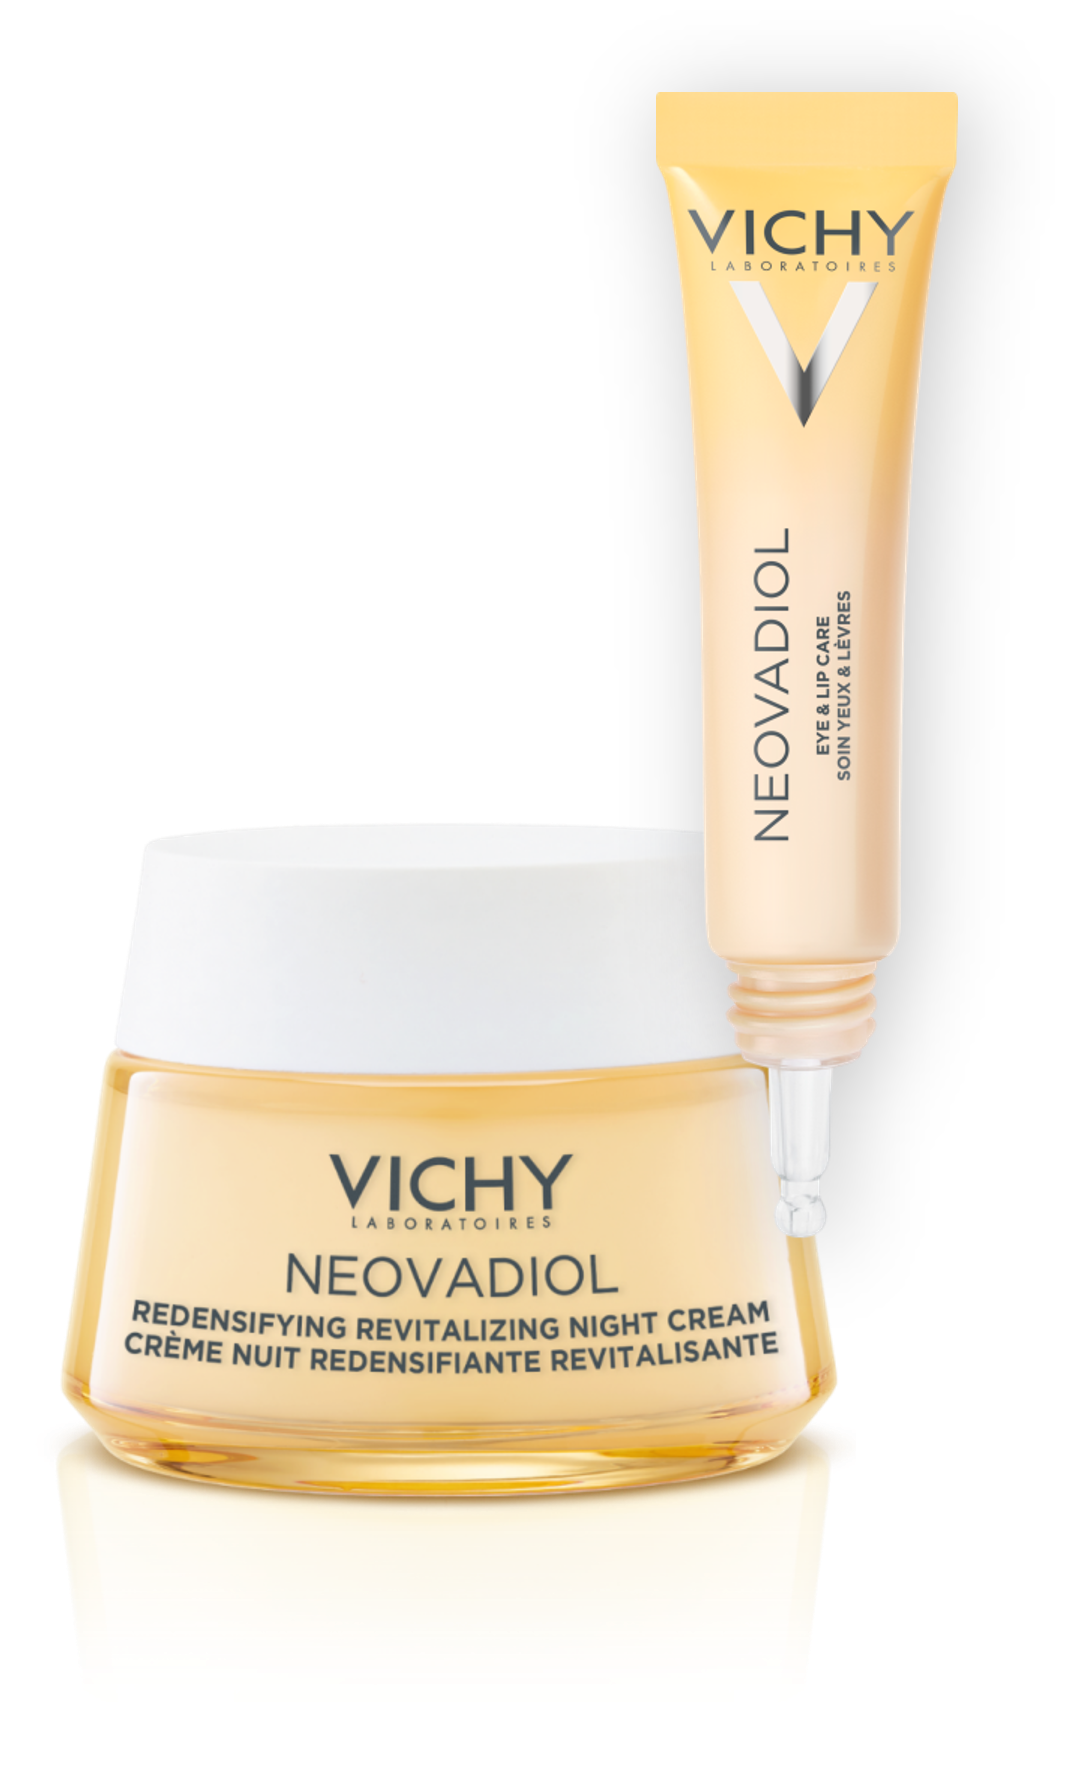 VICHY
LABORATOIRES
NEOVADIOL
EYE & LIP CARE
SOIN YEUX & LÈVRES
VICHY
LABORATOIRES
NEOVADIOL
REDENSIFYING REVITALIZING NIGHT CREAM
CRÈME NUIT REDENSIFIANTE REVITALISANTE